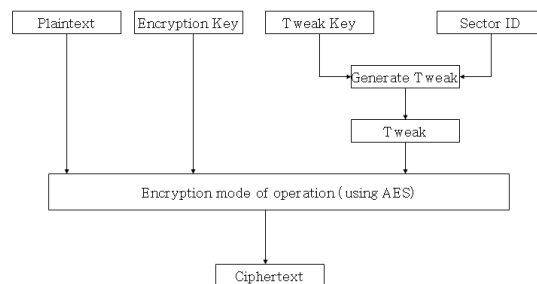 Plaintext
Encryption Key
Tweak Key
Sector ID
Generate Tweak
Tweak
Encryption mode of operation (using AES)
Ciphertext